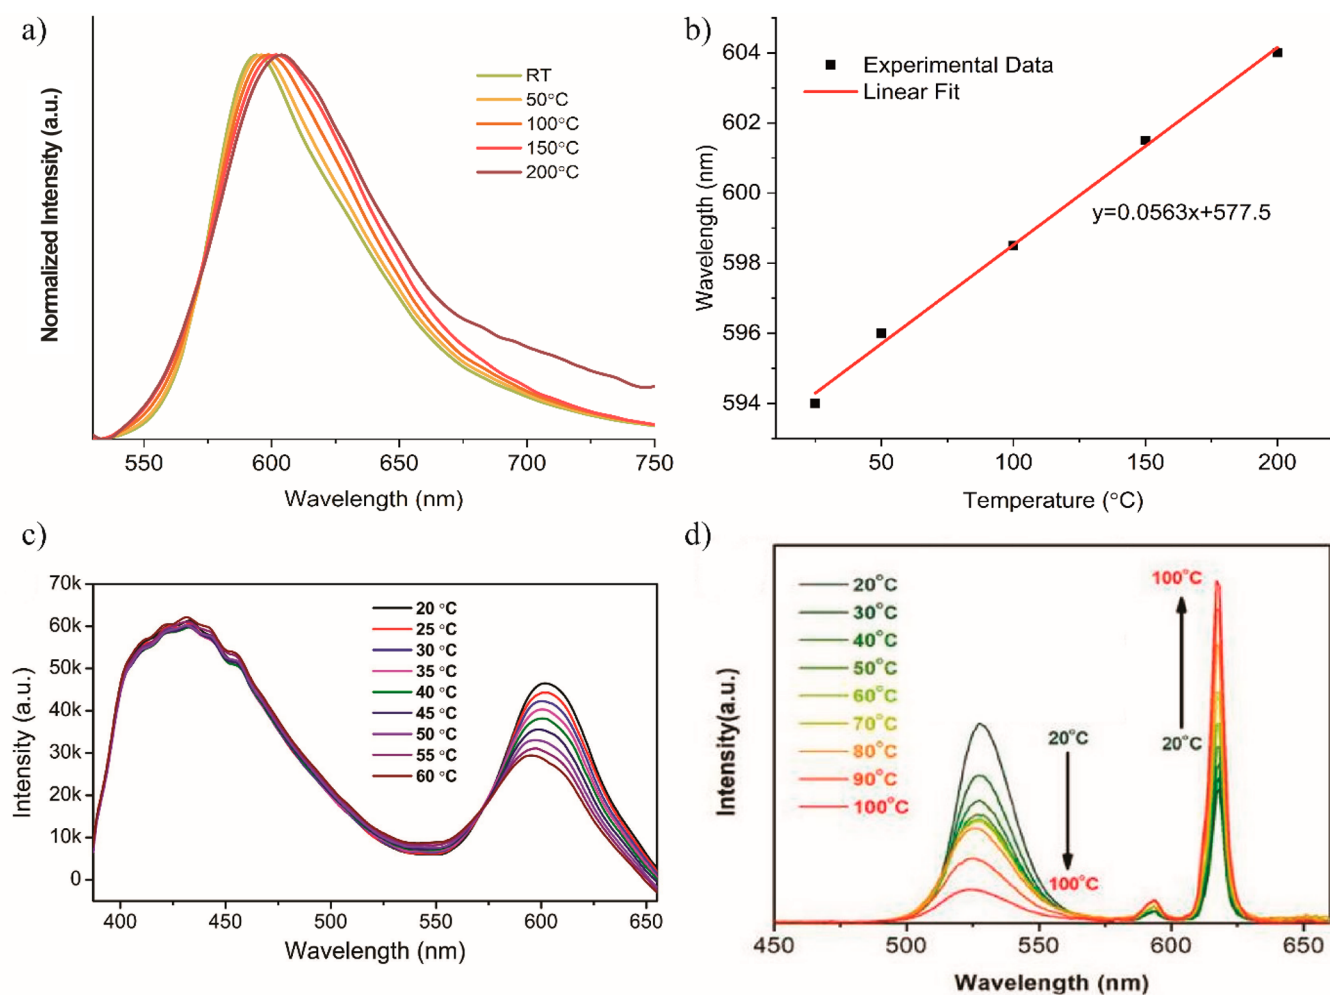 a)
Normalized Intensity (a.u.)
RT
50°C
100°C
150°C
200°C
550
600
650
700
750
Wavelength (nm)
b)
604
602
600
598
596
594
Wavelength (nm)
Experimental Data
Linear Fit
y=0.0563x+577.5
50
100
150
200
Temperature (°C)
c)
70k
60k
50k
40k
30k
20k
10k
0
Intensity (a.u.)
20 °C
25 °C
30 °C
35 °C
40 °C
45 °C
50 °C
55 °C
60 °C
400
450
500
550
600
650
Wavelength (nm)
d)
Intensity(a.u.)
20°C
30°C
40°C
50°C
60°C
70°C
80°C
90°C
100°C
20°C
100°C
100°C
20°C
450
500
550
600
650
Wavelength (nm)